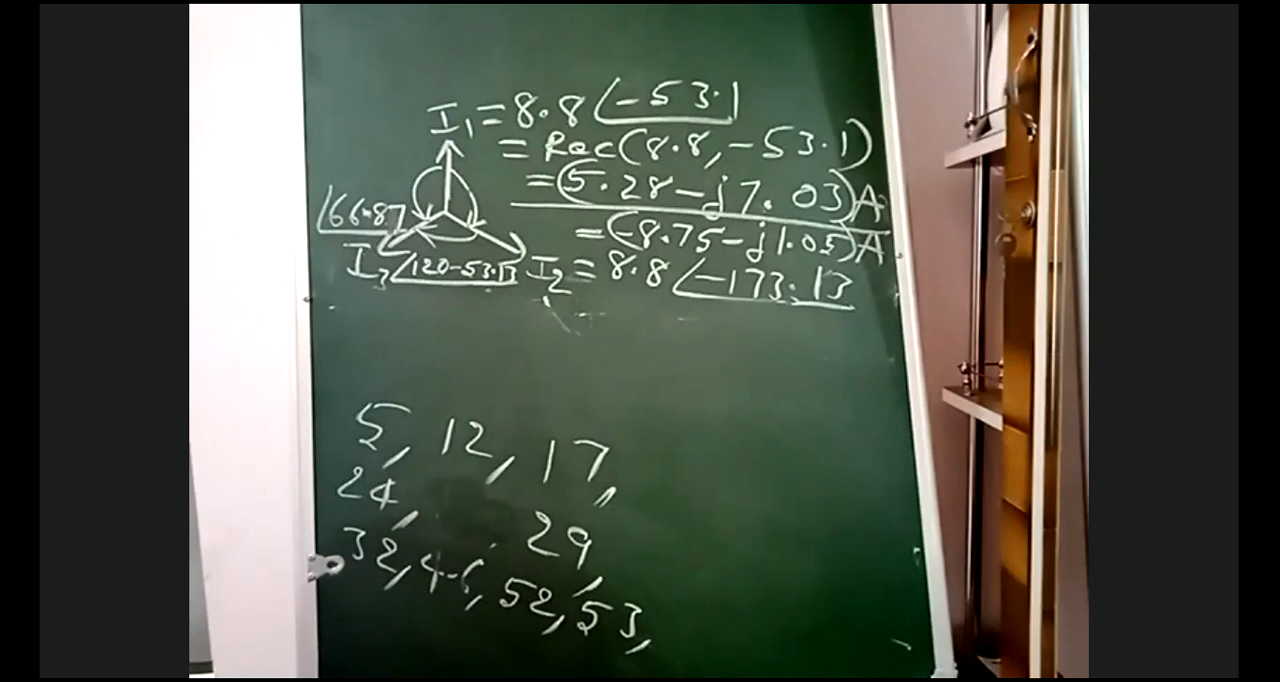 I₁ = 8.8∠-53.1
= Rec(8.8, -53.1)
= (5.28 - j7.03)A
∠66.87
= (-8.75 - j1.05)A
I₃ ∠120-53.13 I₂ = 8.8∠-173.13
5, 12, 17,
24,
29,
32, 46, 52, 53,